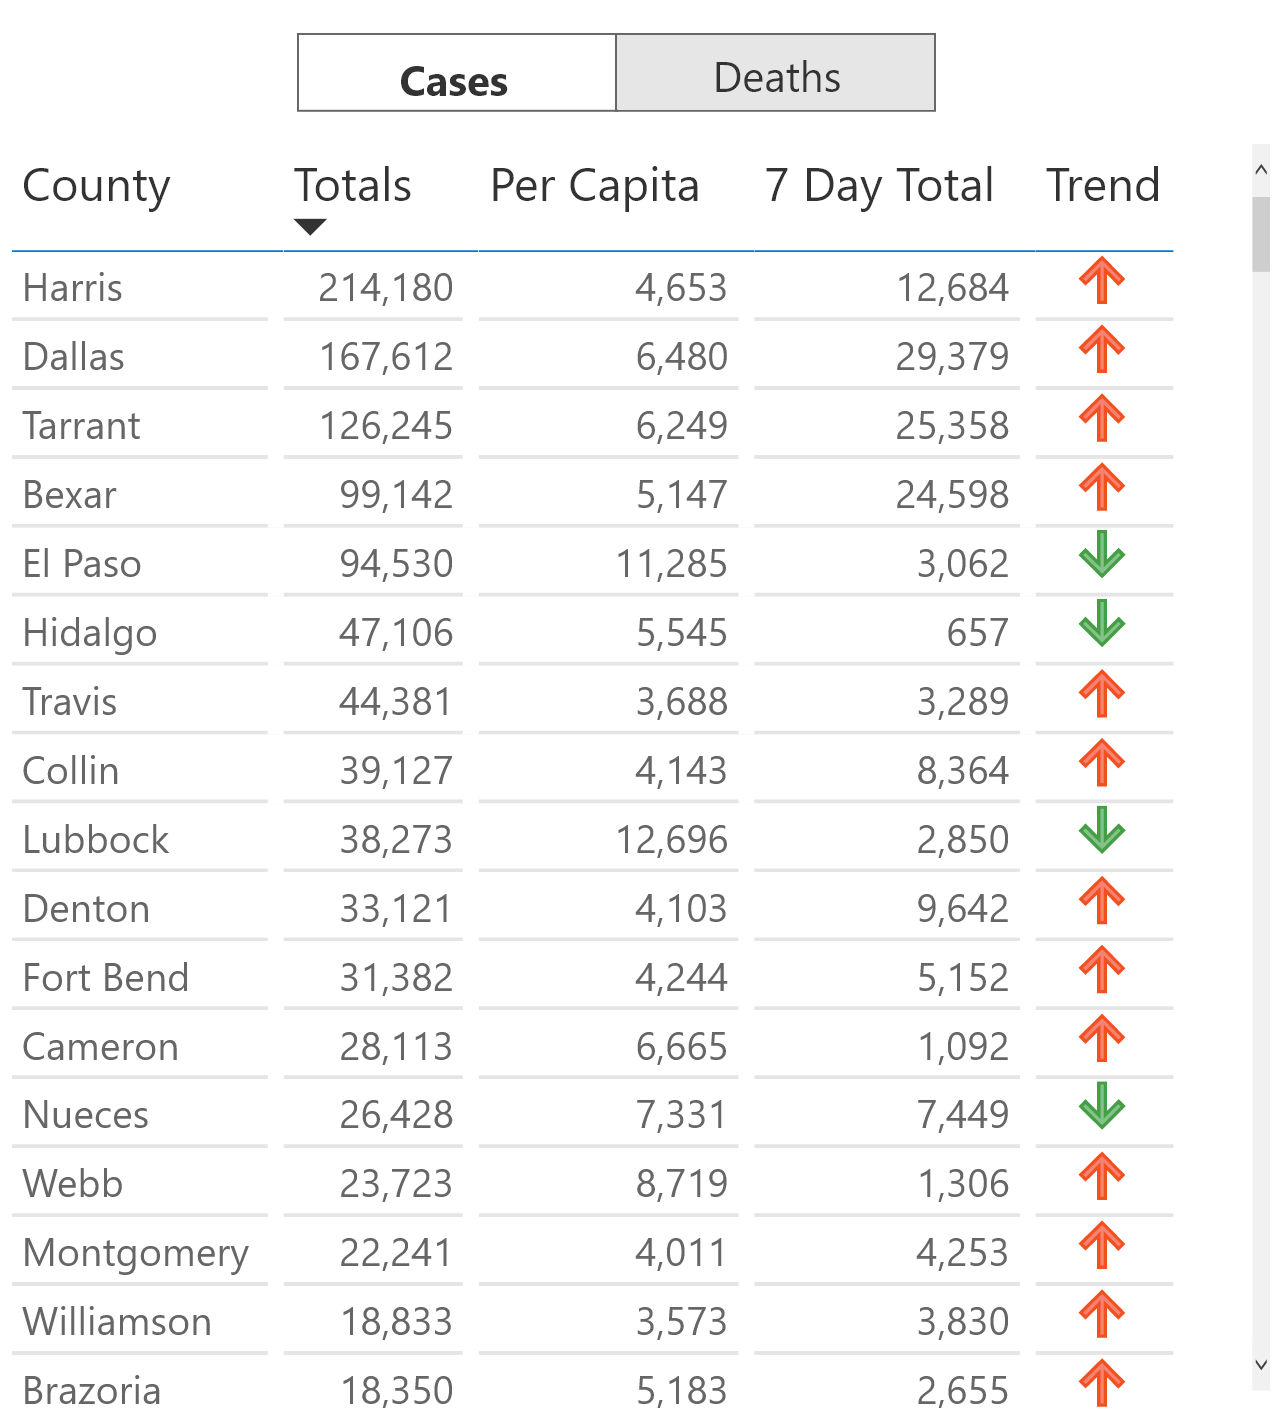 Cases Deaths
County Totals Per Capita 7 Day Total Trend
Harris 214,180 4,653 12,684
Dallas 167,612 6,480 29,379
Tarrant 126,245 6,249 25,358
Bexar 99,142 5,147 24,598
El Paso 94,530 11,285 3,062
Hidalgo 47,106 5,545 657
Travis 44,381 3,688 3,289
Collin 39,127 4,143 8,364
Lubbock 38,273 12,696 2,850
Denton 33,121 4,103 9,642
Fort Bend 31,382 4,244 5,152
Cameron 28,113 6,665 1,092
Nueces 26,428 7,331 7,449
Webb 23,723 8,719 1,306
Montgomery 22,241 4,011 4,253
Williamson 18,833 3,573 3,830
Brazoria 18,350 5,183 2,655